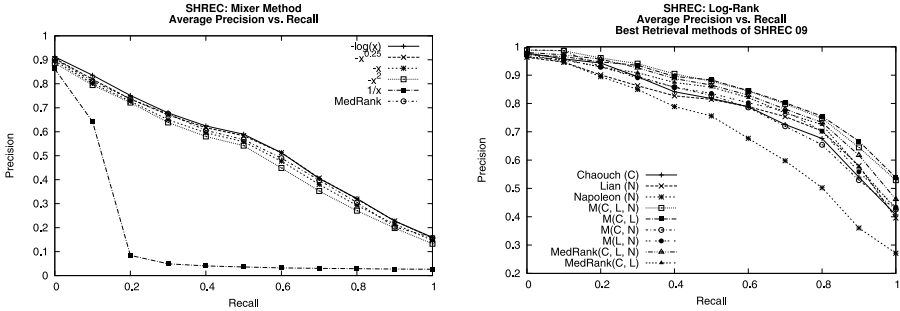 SHREC: Mixer Method
Average Precision vs. Recall
1
0.9
0.8
0.7
0.6
0.5
0.4
0.3
0.2
0.1
0
Precision
0
0.2
0.4
0.6
0.8
1
Recall
-log(x)
-x^0.25
-x
-x^2
1/x
MedRank
SHREC: Log-Rank
Average Precision vs. Recall
Best Retrieval methods of SHREC 09
1
0.9
0.8
0.7
0.6
0.5
0.4
0.3
0.2
Precision
0
0.2
0.4
0.6
0.8
1
Recall
Chaouch (C)
Lian (N)
Napoleon (N)
M(C, L, N)
M(C, L)
M(C, N)
M(L, N)
MedRank(C, L, N)
MedRank(C, L)